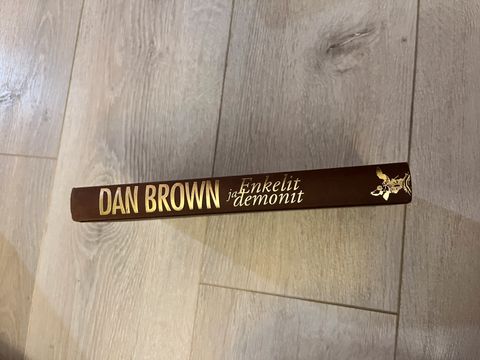 DAN BROWN
Enkelit
ja demonit